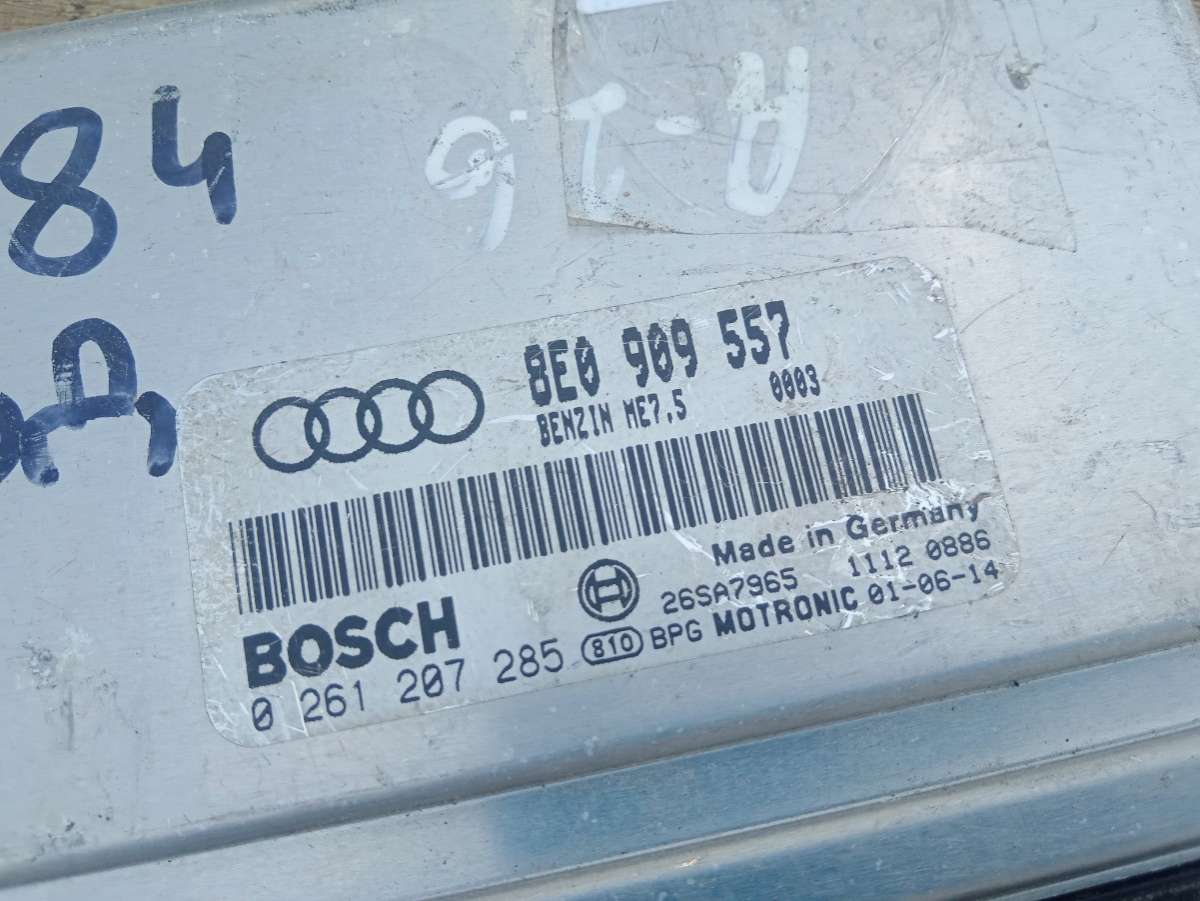 84
A-16
8E0 909 557
BENZIN ME7.5 0003
Made in Germany
BOSCH 26SA7965 1112 0886
0 261 207 285 810 BPG MOTRONIC 01-06-14